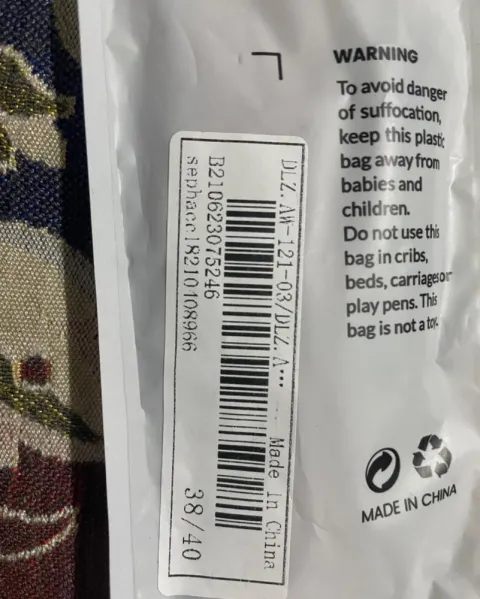 WARNING
To avoid danger
of suffocation,
keep this plastic
bag away from
babies and
children.
Do not use this
bag in cribs,
beds, carriages or
play pens. This
bag is not a toy.
MADE IN CHINA
DLZ.AW-121-03/DLZ.A...
Made In China
B210623075246
sephacc18210108966
38/40